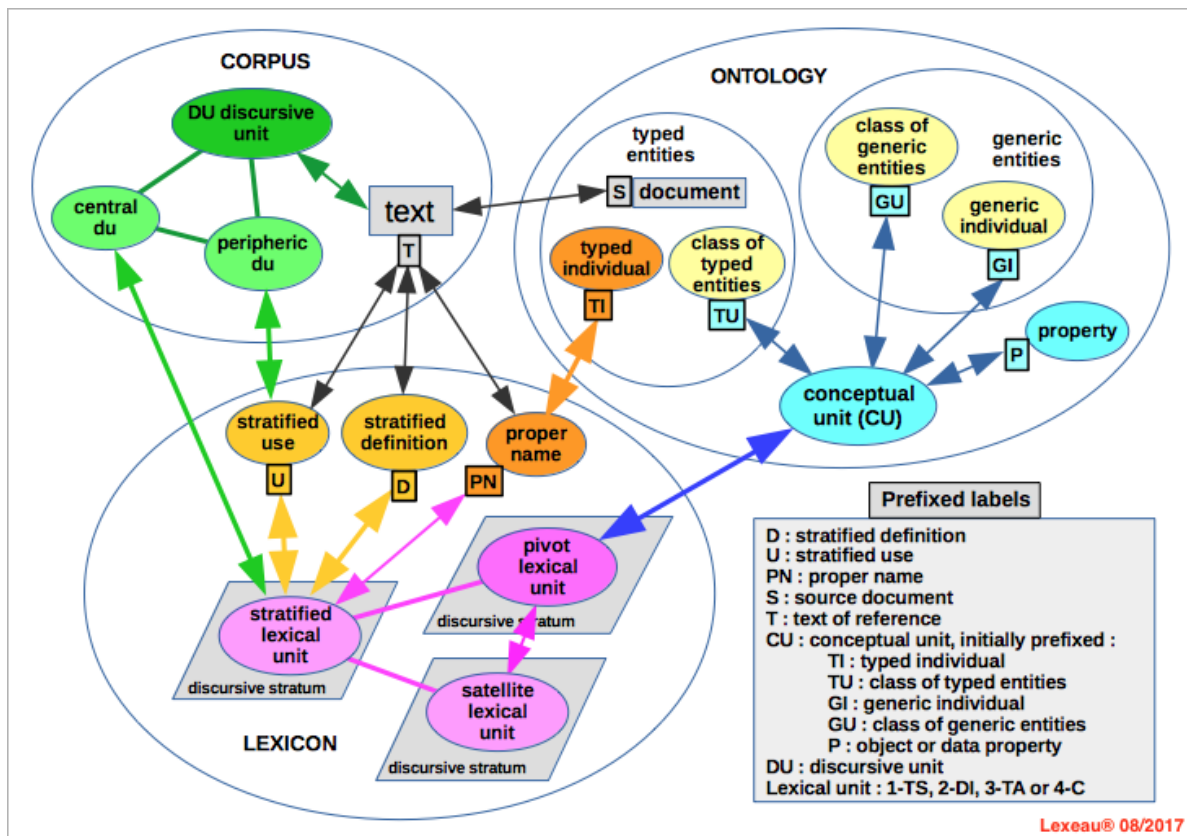 CORPUS
DU discursive
unit
central
du
peripheric
du
text
T
ONTOLOGY
typed
entities
S
document
typed
individual
TI
class of
typed
entities
TU
class of
generic
entities
GU
generic
entities
generic
individual
GI
P
property
conceptual
unit (CU)
stratified
use
U
stratified
definition
D
proper
name
PN
pivot
lexical
unit
discursive stratum
stratified
lexical
unit
discursive stratum
satellite
lexical
unit
discursive stratum
LEXICON
Prefixed labels
D : stratified definition
U : stratified use
PN : proper name
S : source document
T : text of reference
CU : conceptual unit, initially prefixed :
TI : typed individual
TU : class of typed entities
GI : generic individual
GU : class of generic entities
P : object or data property
DU : discursive unit
Lexical unit : 1-TS, 2-DI, 3-TA or 4-C
Lexeau® 08/2017